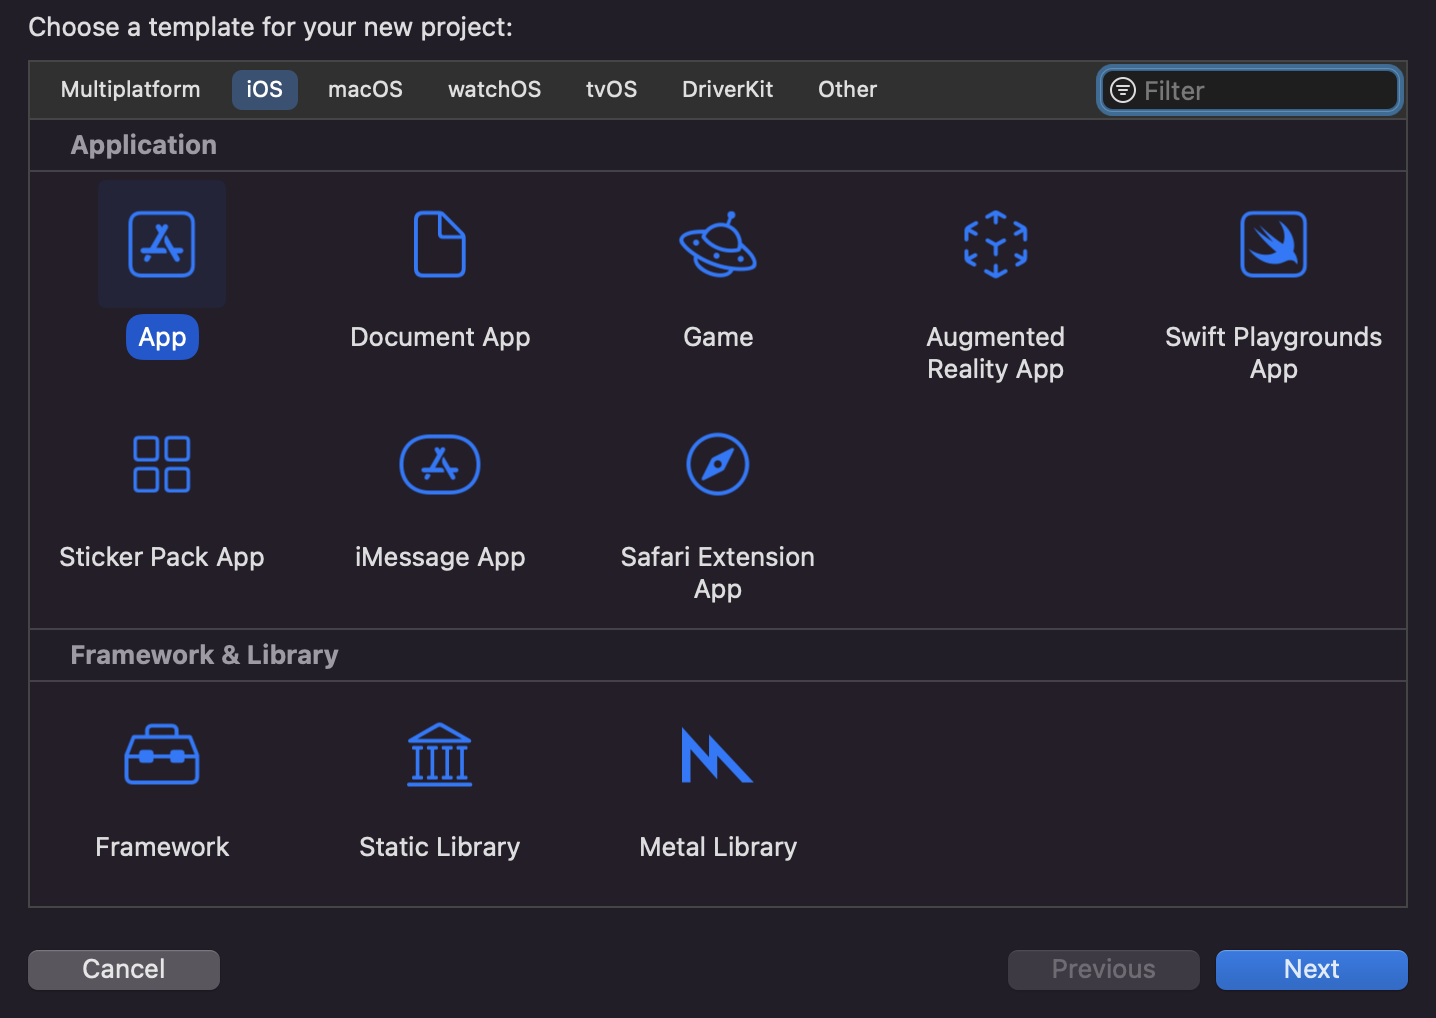 Choose a template for your new project:
Multiplatform iOS macOS watchOS tvOS DriverKit Other Filter
Application
App Document App Game Augmented Reality App Swift Playgrounds App
Sticker Pack App iMessage App Safari Extension App
Framework & Library
Framework Static Library Metal Library
Cancel Previous Next